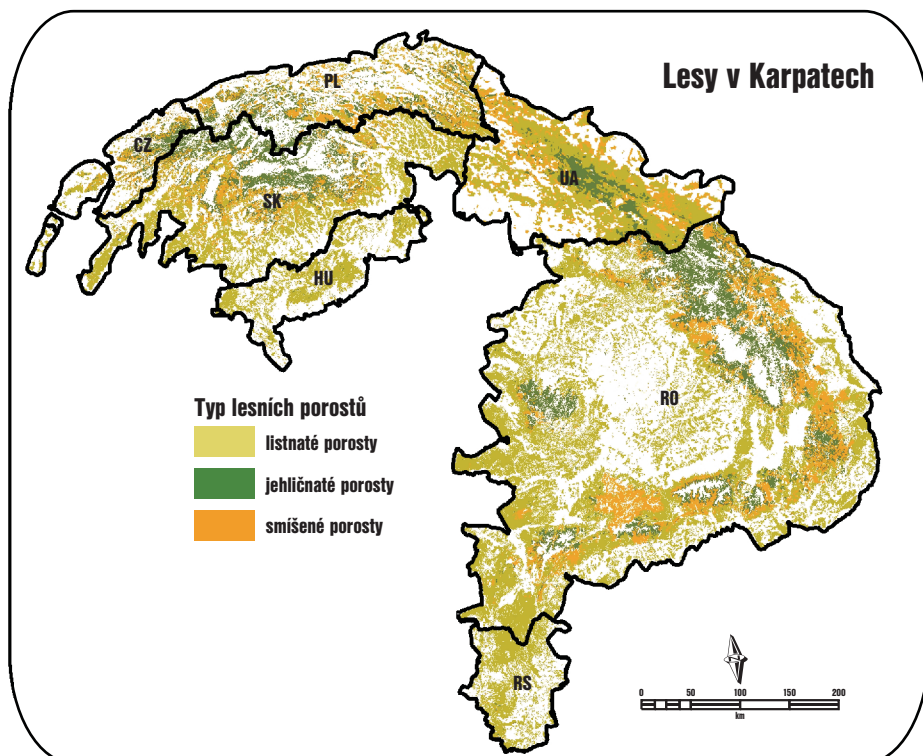 Lesy v Karpatech
PL
CZ
SK
UA
HU
RO
RS
Typ lesních porostů
listnaté porosty
jehličnaté porosty
smíšené porosty
0 50 100 150 200
km